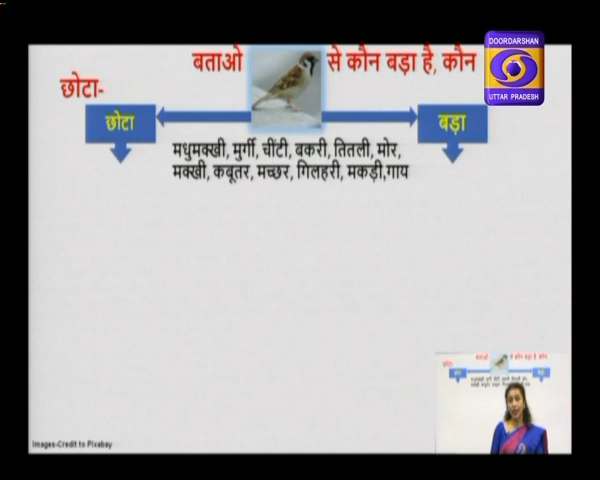 DOORDARSHAN
UTTAR PRADESH
बताओ से कौन बड़ा है, कौन
छोटा-
छोटा
बड़ा
मधुमक्खी, मुर्गी, चींटी, बकरी, तितली, मोर,
मक्खी, कबूतर, मच्छर, गिलहरी, मकड़ी,गाय
Images-Credit to Pixabay